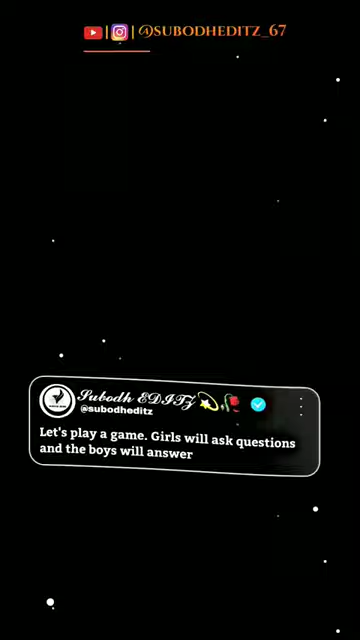 @SUBODHEDITZ_67
Subodh EDITZ
@subodheditz
Let's play a game. Girls will ask questions
and the boys will answer